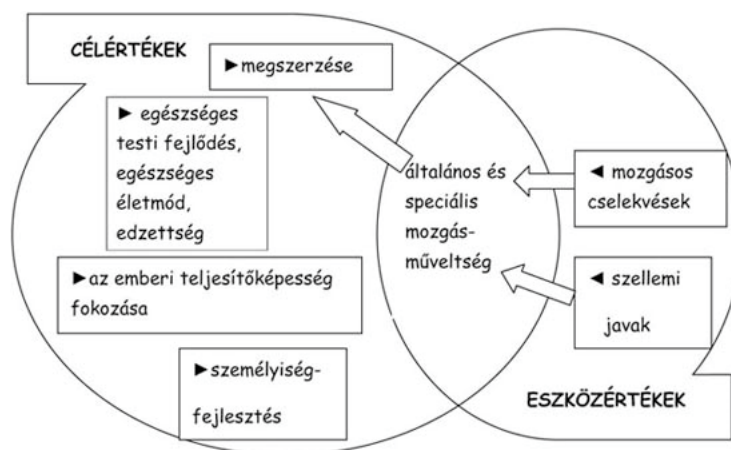 CÉLÉRTÉKEK
►megszerzése
► egészséges
testi fejlődés,
egészséges
életmód,
edzettség
►az emberi teljesítőképesség
fokozása
►személyiség-
fejlesztés
általános és
speciális
mozgás-
műveltség
◄ mozgásos
cselekvések
◄ szellemi
javak
ESZKÖZÉRTÉKEK